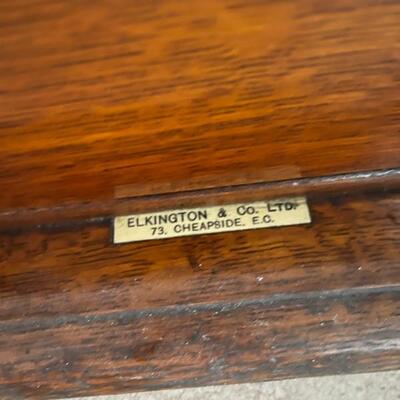 ELKINGTON & CO. LTD.
73, CHEAPSIDE, E.C.